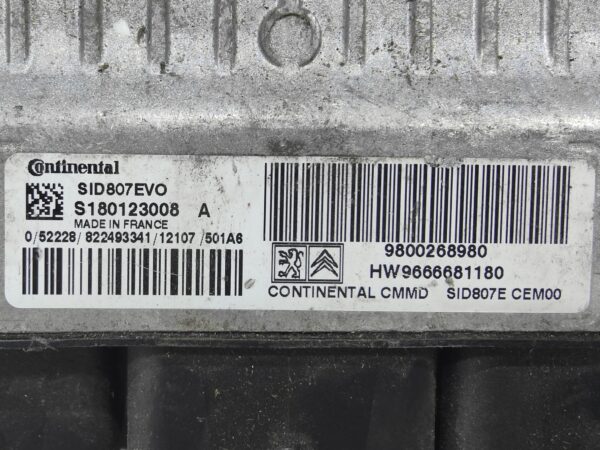 Continental
SID807EVO
S180123008 A
MADE IN FRANCE
0/52228/822493341/12107/501A6
9800268980
HW9666681180
CONTINENTAL CMMD SID807E CEM00